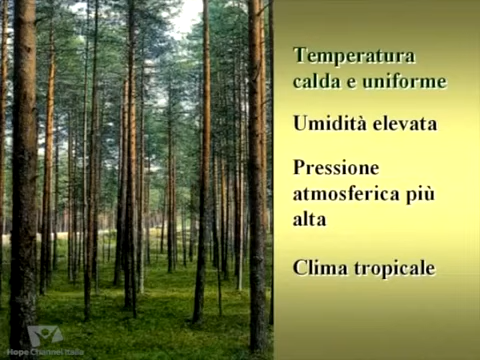 Temperatura
calda e uniforme
Umidità elevata
Pressione
atmosferica più
alta
Clima tropicale
Hope Channel Italia